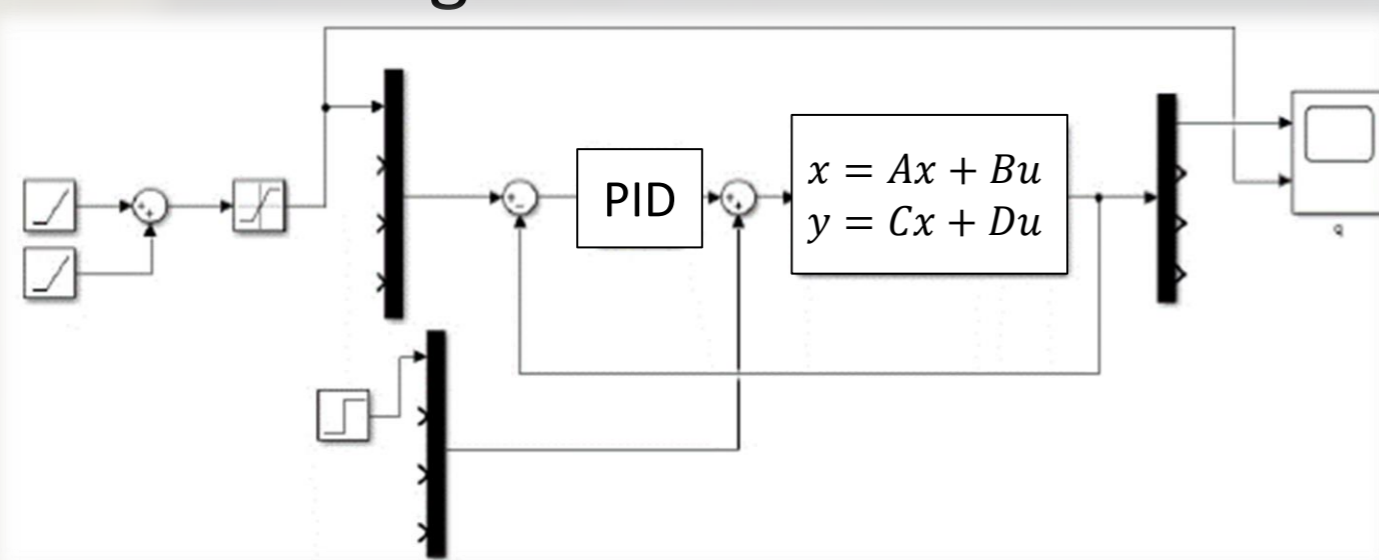 g
PID
x = Ax + Bu
y = Cx + Du